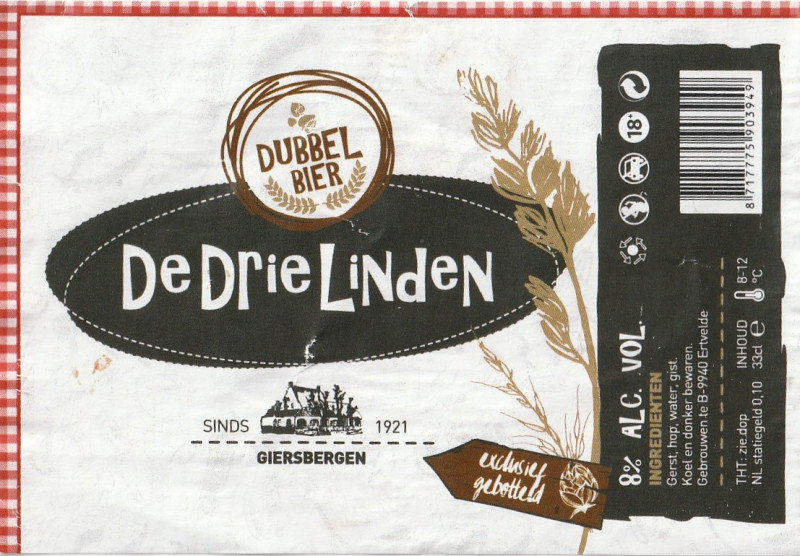 DUBBEL
BIER
De Drie Linden
SINDS 1921
GIERSBERGEN
exclusief
gebotteld
8% ALC. VOL.
INGREDIENTEN
Gerst, hop, water, gist.
Koel en donker bewaren.
Gebrouwen te B-9940 Ertvelde
THT: zie dop
NL statiegeld 0,10
INHOUD
33cl e
8-12
°C
18+
8 717775 903949